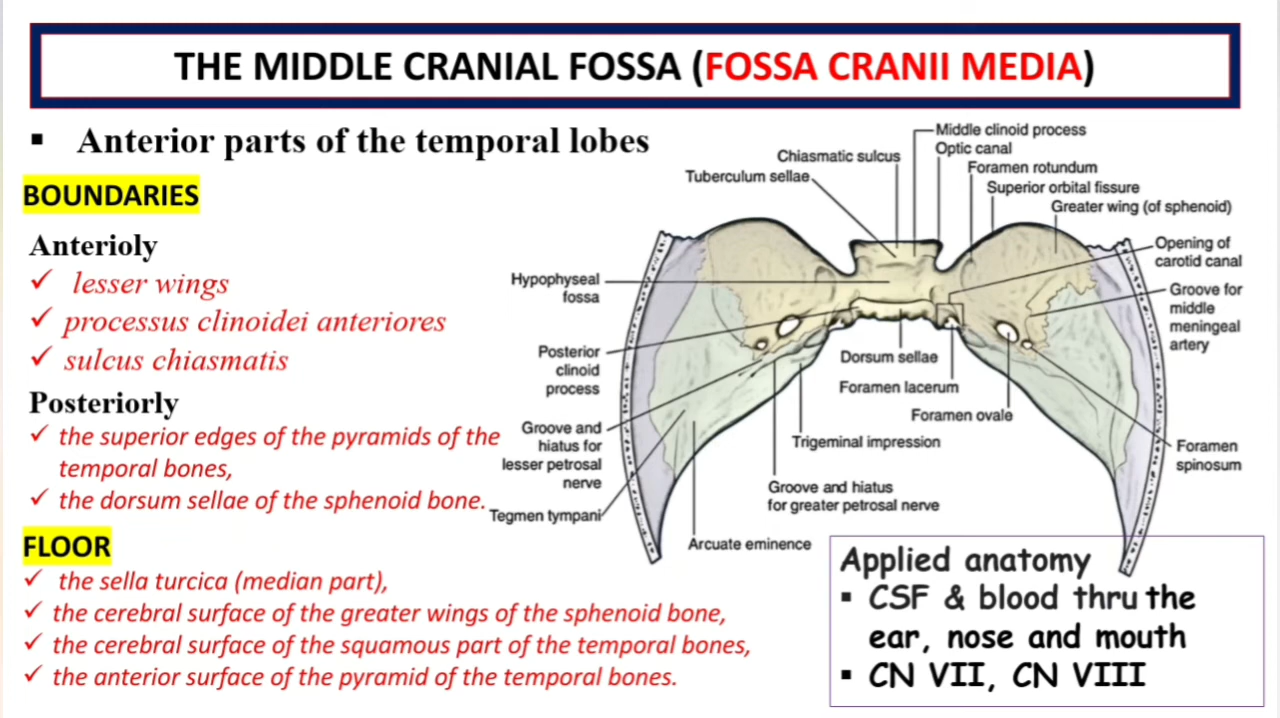 THE MIDDLE CRANIAL FOSSA (FOSSA CRANII MEDIA)
▪ Anterior parts of the temporal lobes
BOUNDARIES
Anterioly
✓ lesser wings
✓ processus clinoidei anteriores
✓ sulcus chiasmatis
Posteriorly
✓ the superior edges of the pyramids of the
temporal bones,
✓ the dorsum sellae of the sphenoid bone.
FLOOR
✓ the sella turcica (median part),
✓ the cerebral surface of the greater wings of the sphenoid bone,
✓ the cerebral surface of the squamous part of the temporal bones,
✓ the anterior surface of the pyramid of the temporal bones.
Middle clinoid process
Optic canal
Chiasmatic sulcus
Foramen rotundum
Tuberculum sellae
Superior orbital fissure
Greater wing (of sphenoid)
Opening of
carotid canal
Hypophyseal
fossa
Groove for
middle
meningeal
artery
Posterior
clinoid
process
Dorsum sellae
Foramen lacerum
Foramen ovale
Groove and
hiatus for
lesser petrosal
nerve
Trigeminal impression
Foramen
spinosum
Groove and hiatus
for greater petrosal nerve
Tegmen tympani
Arcuate eminence
Applied anatomy
▪ CSF & blood thru the
ear, nose and mouth
▪ CN VII, CN VIII